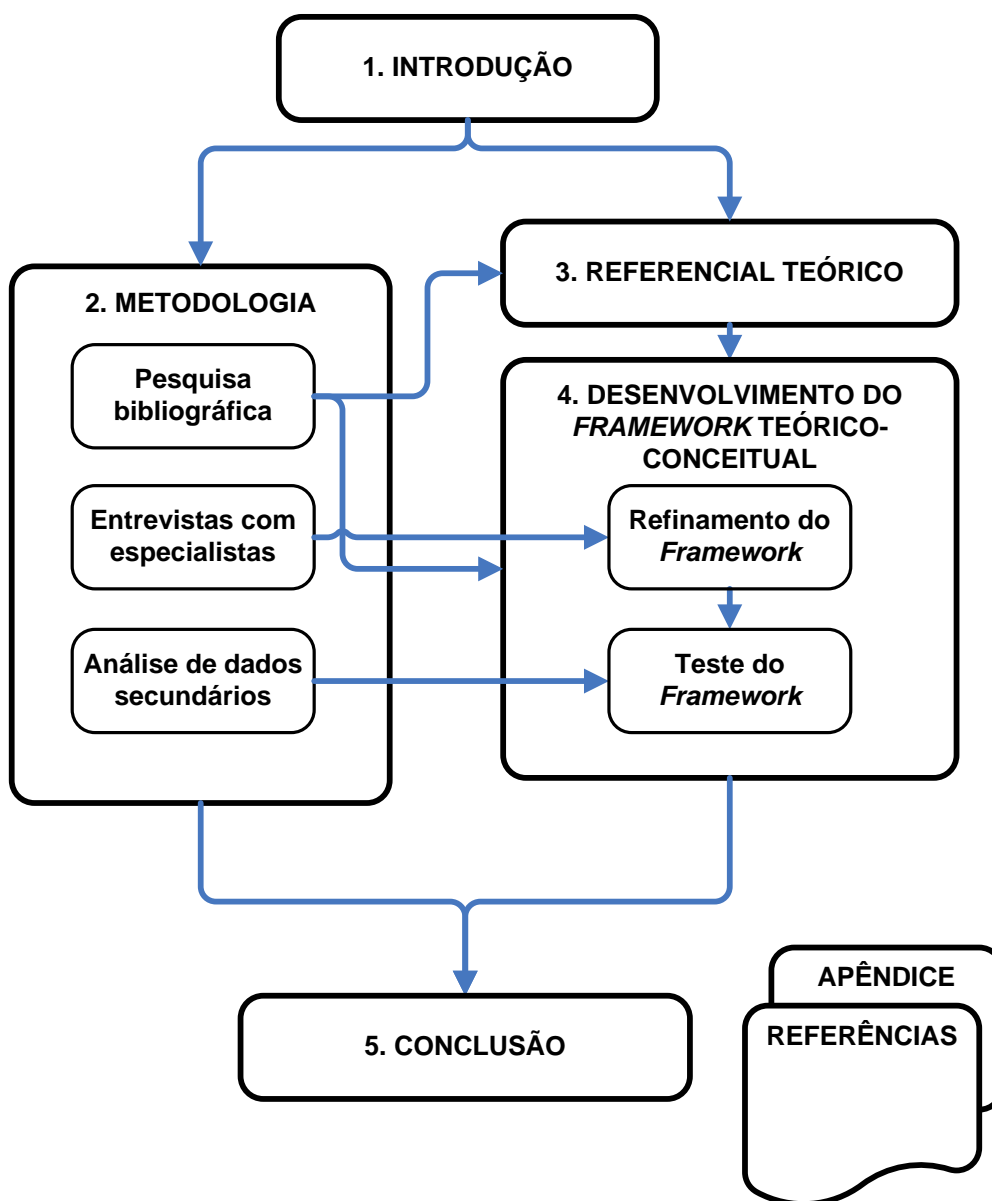 1. INTRODUÇÃO
2. METODOLOGIA
Pesquisa
bibliográfica
Entrevistas com
especialistas
Análise de dados
secundários
3. REFERENCIAL TEÓRICO
4. DESENVOLVIMENTO DO
FRAMEWORK TEÓRICO-
CONCEITUAL
Refinamento do
Framework
Teste do
Framework
5. CONCLUSÃO
APÊNDICE
REFERÊNCIAS